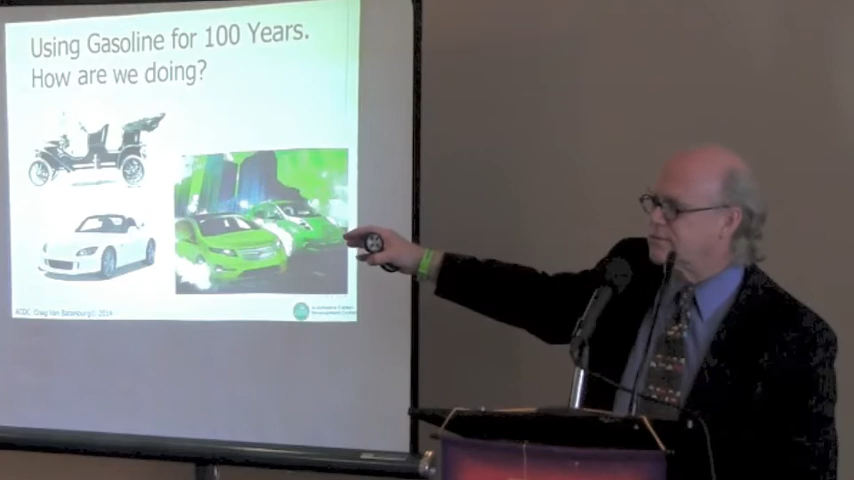 Using Gasoline for 100 Years.
How are we doing?
ACDC, Craig Van Batenburg© 2014